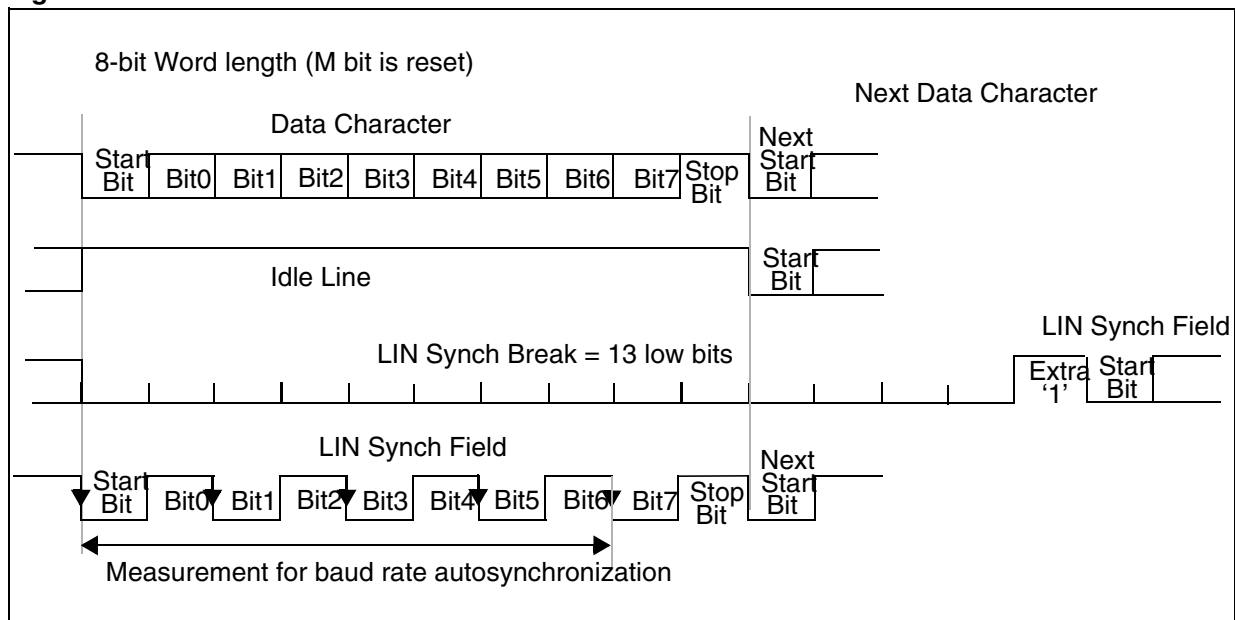 8-bit Word length (M bit is reset)
Next Data Character
Data Character
Start Bit
Bit0
Bit1
Bit2
Bit3
Bit4
Bit5
Bit6
Bit7
Stop Bit
Next Start Bit
Idle Line
Start Bit
LIN Synch Field
LIN Synch Break = 13 low bits
Extra ‘1’
Start Bit
LIN Synch Field
Start Bit
Bit0
Bit1
Bit2
Bit3
Bit4
Bit5
Bit6
Bit7
Stop Bit
Next Start Bit
Measurement for baud rate autosynchronization